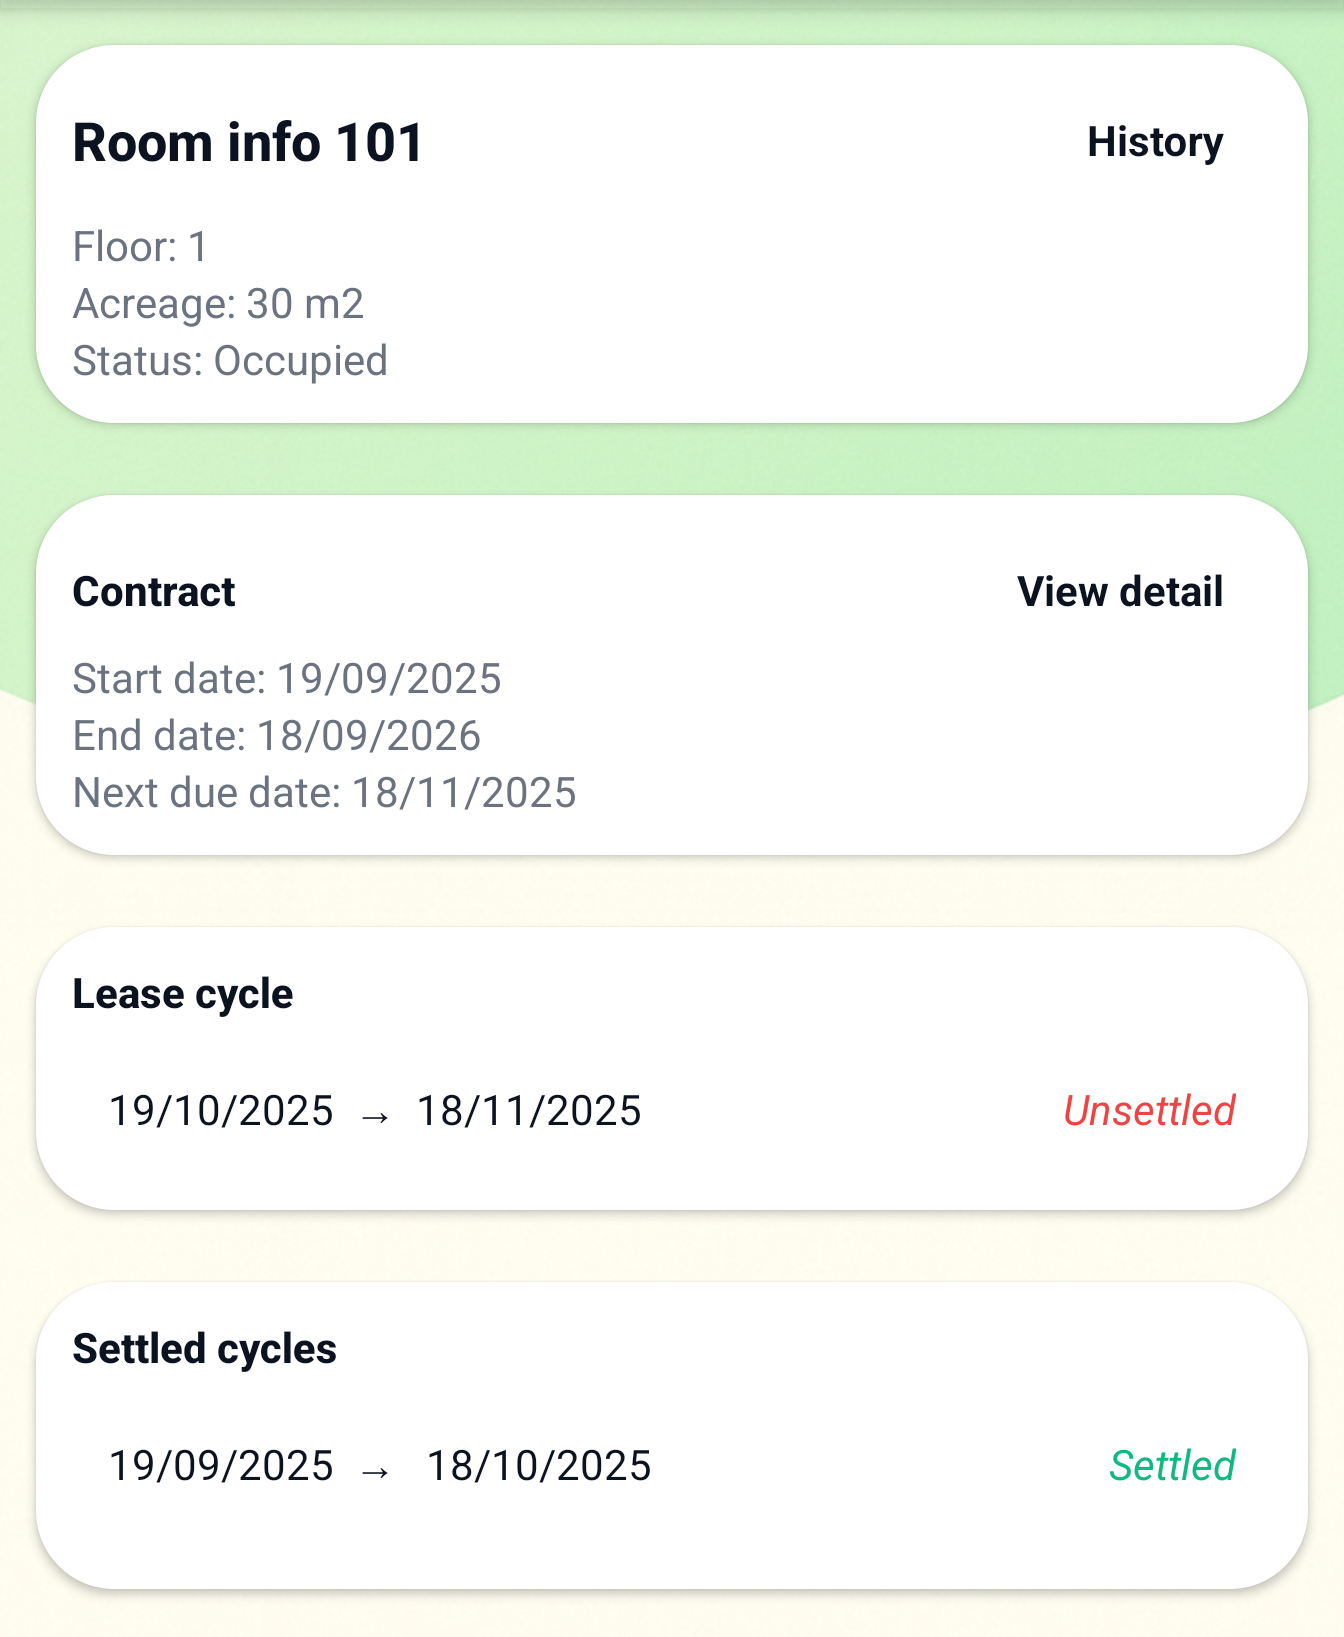 Room info 101 History
Floor: 1
Acreage: 30 m2
Status: Occupied
Contract View detail
Start date: 19/09/2025
End date: 18/09/2026
Next due date: 18/11/2025
Lease cycle
19/10/2025 → 18/11/2025 Unsettled
Settled cycles
19/09/2025 → 18/10/2025 Settled